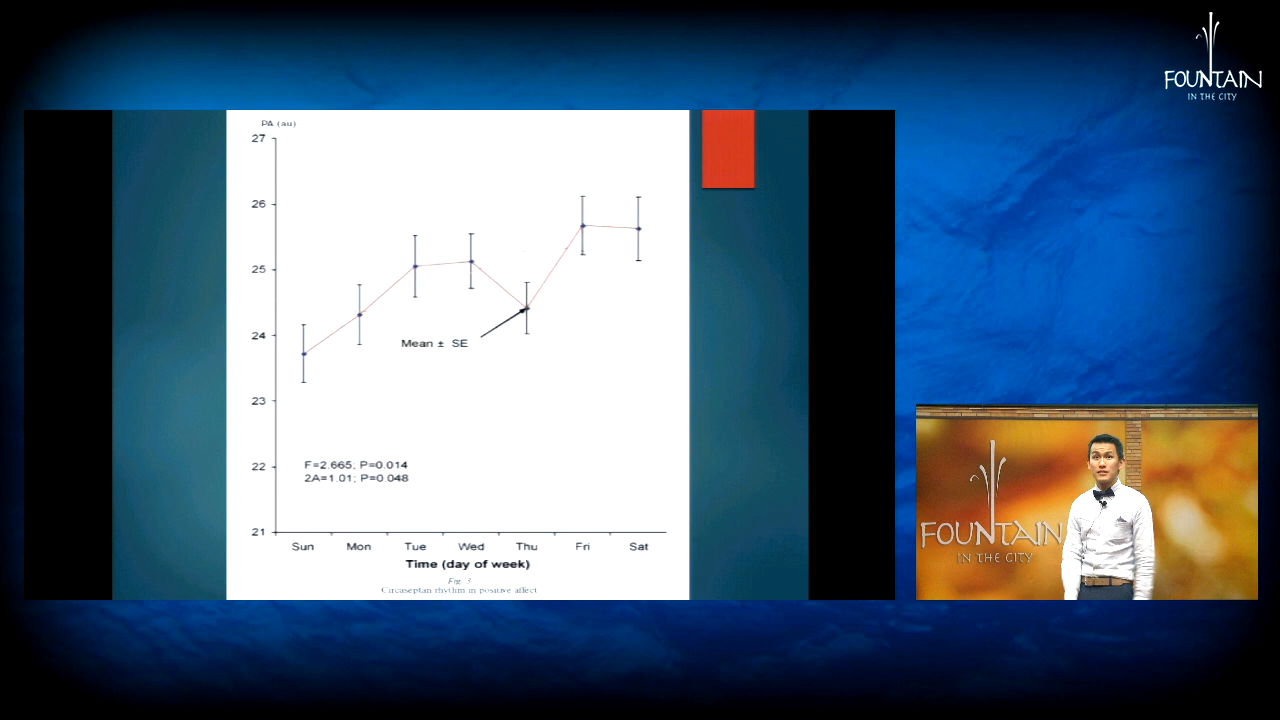 FOUNTAIN
IN THE CITY
PA (au)
27
26
25
24
23
22
21
Mean ± SE
F=2.665; P=0.014
2A=1.01; P=0.048
Sun Mon Tue Wed Thu Fri Sat
Time (day of week)
Fig. 3
Circaseptan rhythm in positive affect
FOUNTAIN
IN THE CITY